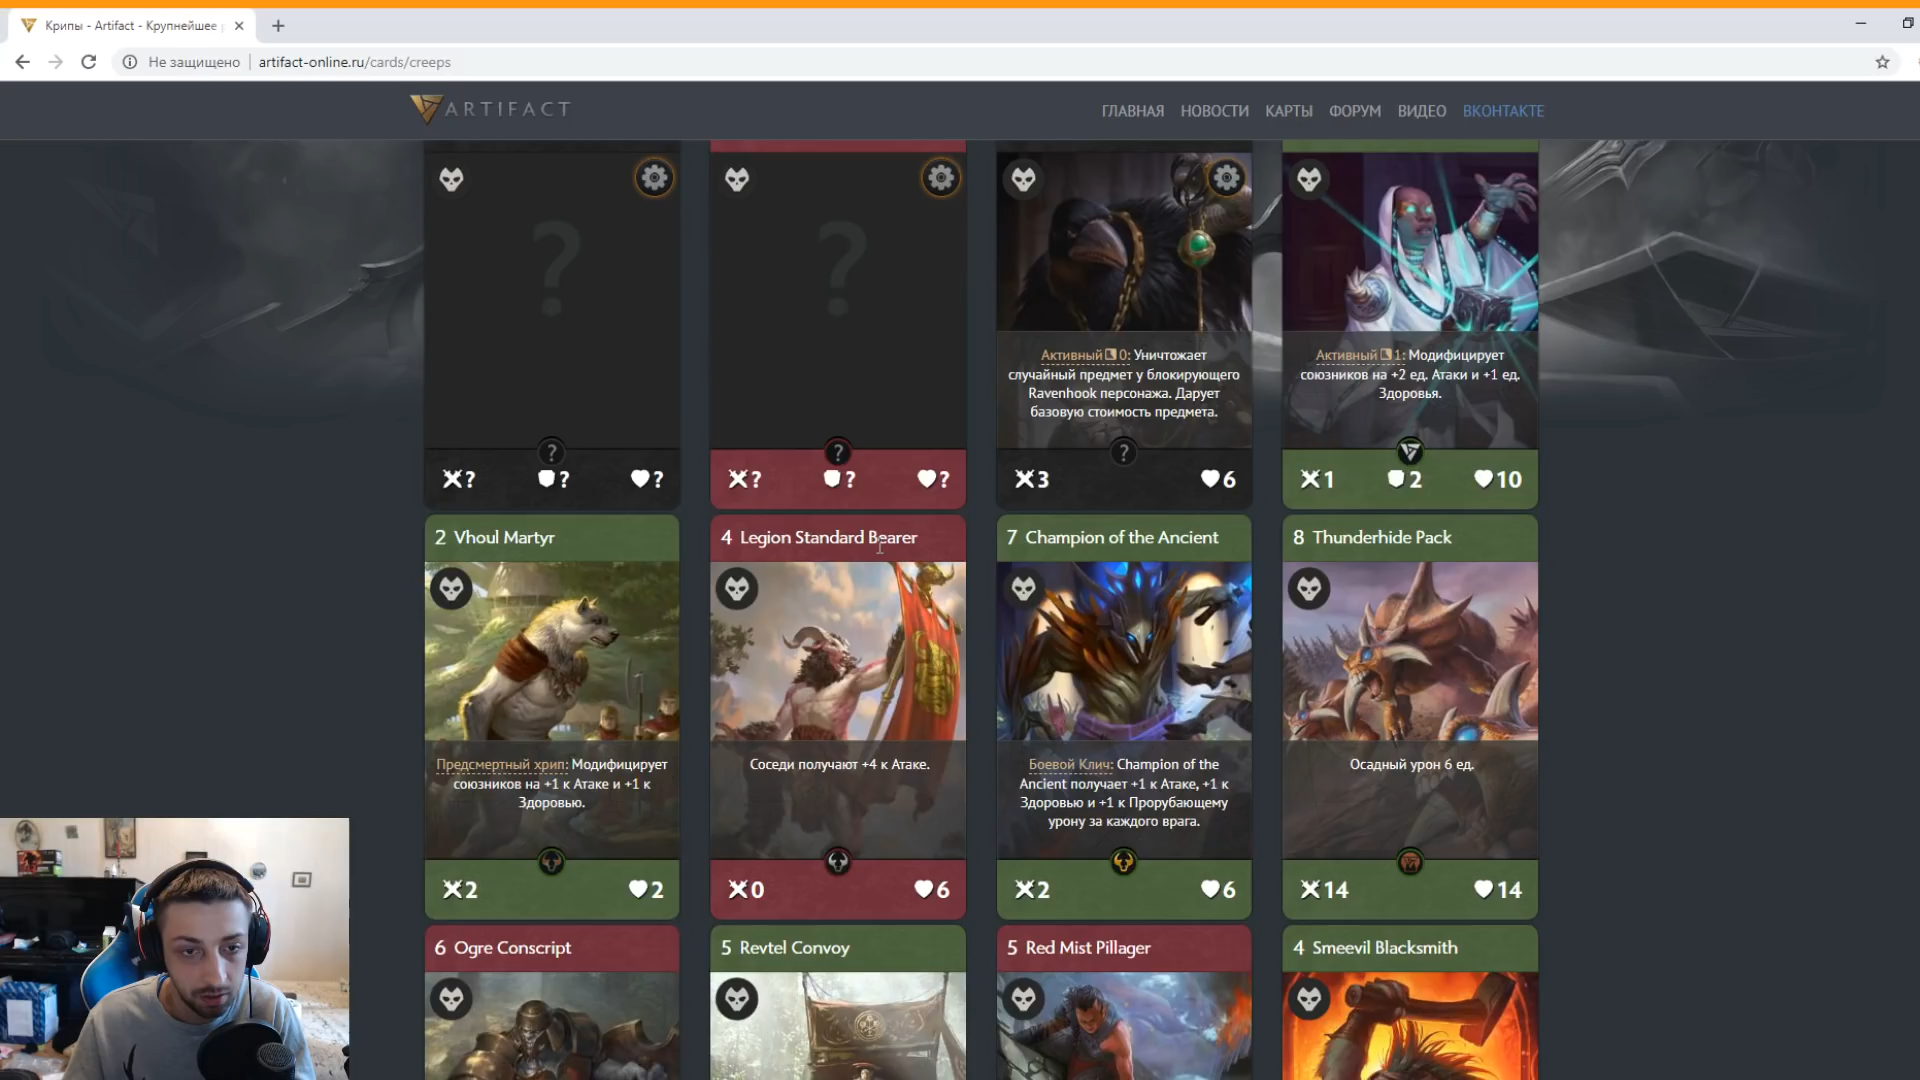 Крипы - Artifact - Крупнейшее
Не защищено
artifact-online.ru/cards/creeps
ARTIFACT
ГЛАВНАЯ НОВОСТИ КАРТЫ ФОРУМ ВИДЕО ВКОНТАКТЕ
?
?
?
? ? ?
?
? ? ?
Активный 0: Уничтожает
случайный предмет у блокирующего
Ravenhook персонажа. Дарует
базовую стоимость предмета.
?
3 6
Активный 1: Модифицирует
союзников на +2 ед. Атаки и +1 ед.
Здоровья.
1 2 10
2 Vhoul Martyr
Предсмертный хрип: Модифицирует
союзников на +1 к Атаке и +1 к
Здоровью.
2 2
4 Legion Standard Bearer
Соседи получают +4 к Атаке.
0 6
7 Champion of the Ancient
Боевой Клич: Champion of the
Ancient получает +1 к Атаке, +1 к
Здоровью и +1 к Прорубающему
урону за каждого врага.
2 6
8 Thunderhide Pack
Осадный урон 6 ед.
14 14
6 Ogre Conscript
5 Revtel Convoy
5 Red Mist Pillager
4 Smeevil Blacksmith